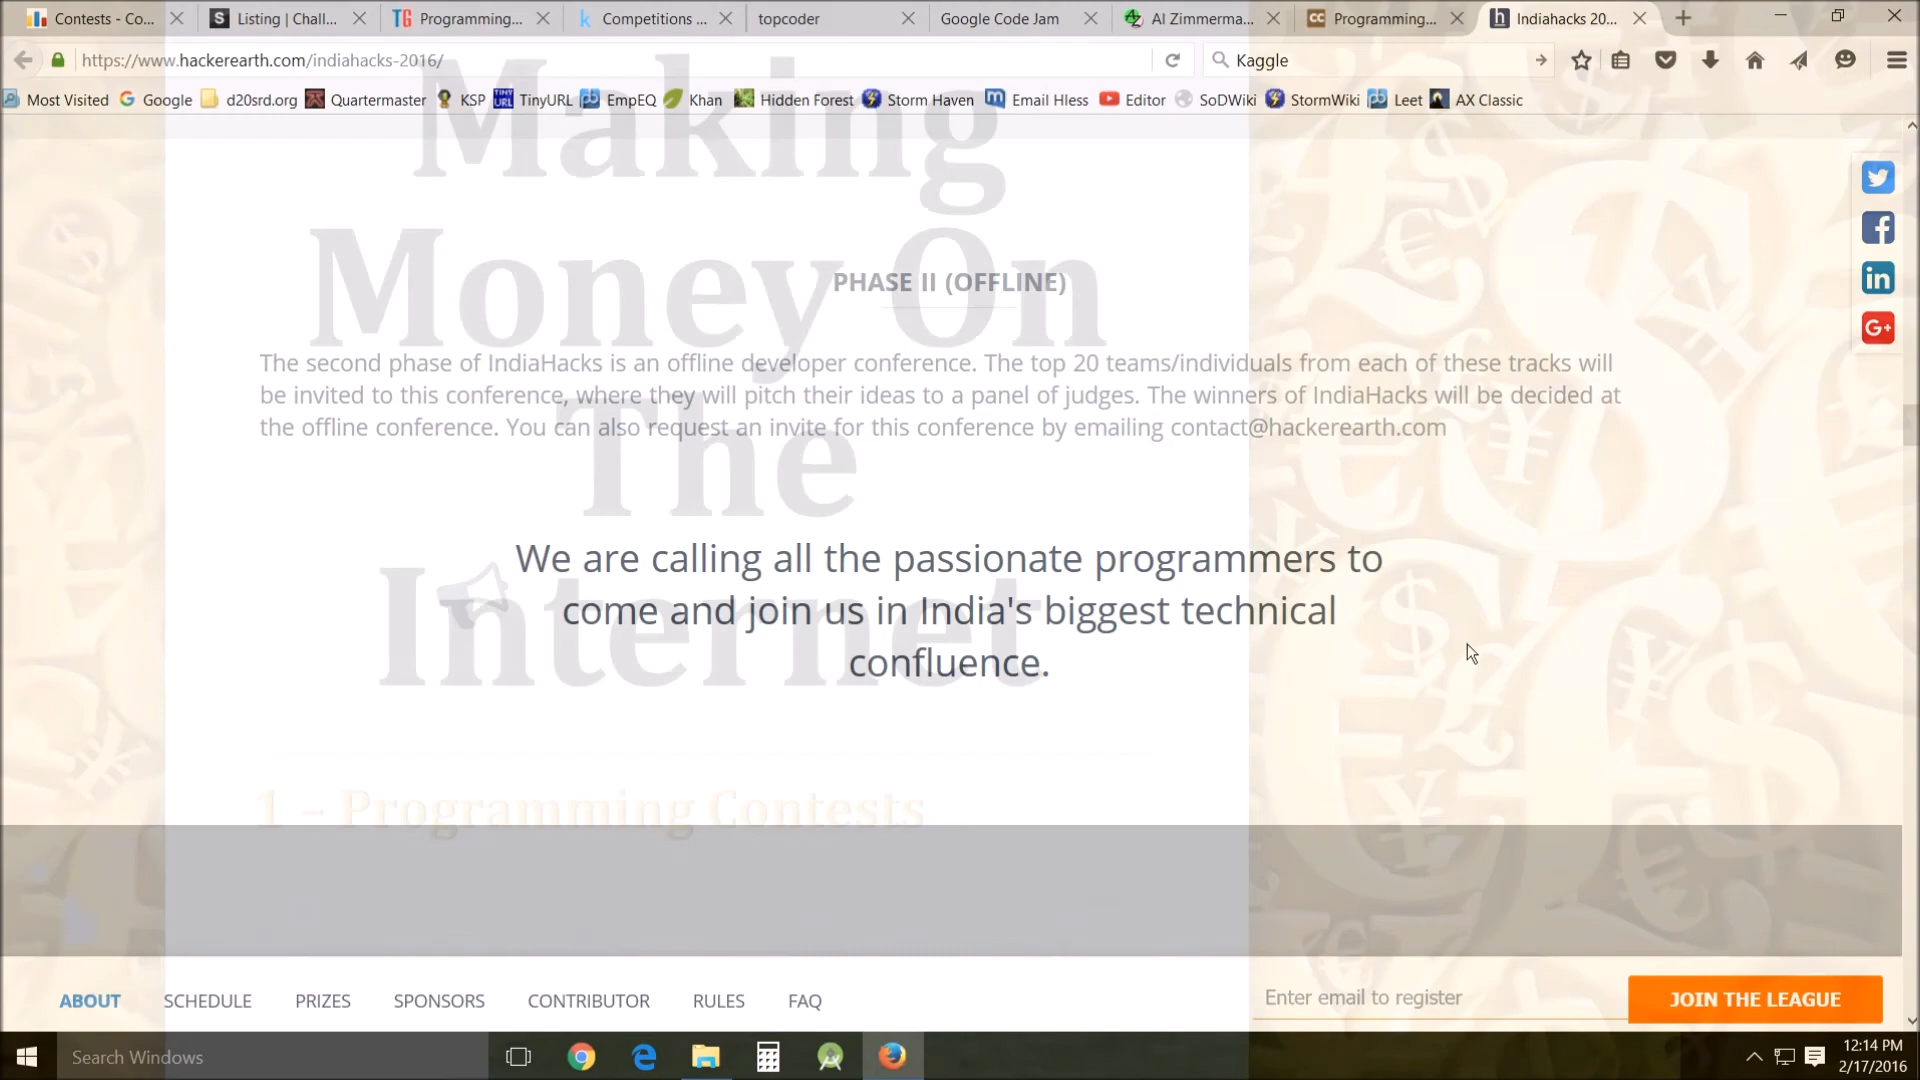 Contests - Co...
Listing | Chall...
Programming...
Competitions ...
topcoder
Google Code Jam
Al Zimmerma...
Programming...
Indiahacks 20...
https://www.hackerearth.com/indiahacks-2016/
Kaggle
Most Visited
Google
d20srd.org
Quartermaster
KSP
TinyURL
EmpEQ
Khan
Hidden Forest
Storm Haven
Email Hless
Editor
SoDWiki
StormWiki
Leet
AX Classic
Making
Money On
The
Internet
PHASE II (OFFLINE)
The second phase of IndiaHacks is an offline developer conference. The top 20 teams/individuals from each of these tracks will
be invited to this conference, where they will pitch their ideas to a panel of judges. The winners of IndiaHacks will be decided at
the offline conference. You can also request an invite for this conference by emailing contact@hackerearth.com
We are calling all the passionate programmers to
come and join us in India's biggest technical
confluence.
1 – Programming Contests
ABOUT
SCHEDULE
PRIZES
SPONSORS
CONTRIBUTOR
RULES
FAQ
Enter email to register
JOIN THE LEAGUE
Search Windows
12:14 PM
2/17/2016